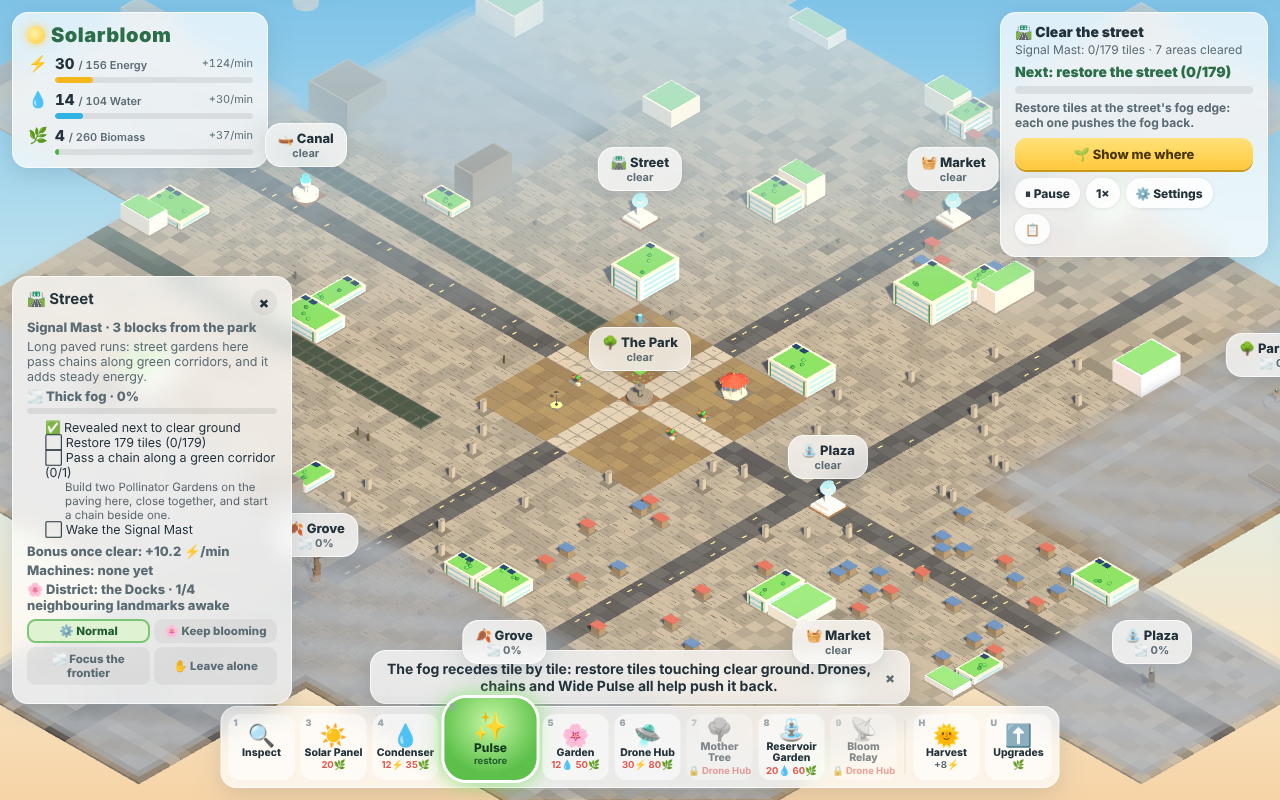 Solarbloom
30 / 156 Energy +124/min
14 / 104 Water +30/min
4 / 260 Biomass +37/min
Clear the street
Signal Mast: 0/179 tiles · 7 areas cleared
Next: restore the street (0/179)
Restore tiles at the street's fog edge:
each one pushes the fog back.
Show me where
Pause
1×
Settings
Canal
clear
Street
clear
Market
clear
The Park
clear
Plaza
clear
Par
Grove
0%
Grove
0%
Market
clear
Plaza
0%
Street
×
Signal Mast · 3 blocks from the park
Long paved runs: street gardens here
pass chains along green corridors, and it
adds steady energy.
Thick fog · 0%
Revealed next to clear ground
Restore 179 tiles (0/179)
Pass a chain along a green corridor
(0/1)
Build two Pollinator Gardens on the
paving here, close together, and start
a chain beside one.
Wake the Signal Mast
Bonus once clear: +10.2 ⚡/min
Machines: none yet
District: the Docks · 1/4
neighbouring landmarks awake
Normal
Keep blooming
Focus the
frontier
Leave alone
The fog recedes tile by tile: restore tiles touching clear ground. Drones,
chains and Wide Pulse all help push it back.
×
1
Inspect
3
Solar Panel
20
4
Condenser
12 35
Pulse
restore
5
Garden
12 50
6
Drone Hub
30 80
7
Mother
Tree
Drone Hub
8
Reservoir
Garden
20 60
9
Bloom
Relay
Drone Hub
H
Harvest
+8
U
Upgrades